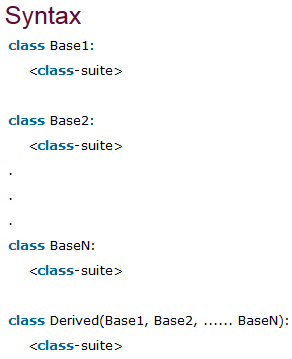 Syntax
class Base1:
<class-suite>
class Base2:
<class-suite>
.
.
.
class BaseN:
<class-suite>
class Derived(Base1, Base2, ...... BaseN):
<class-suite>